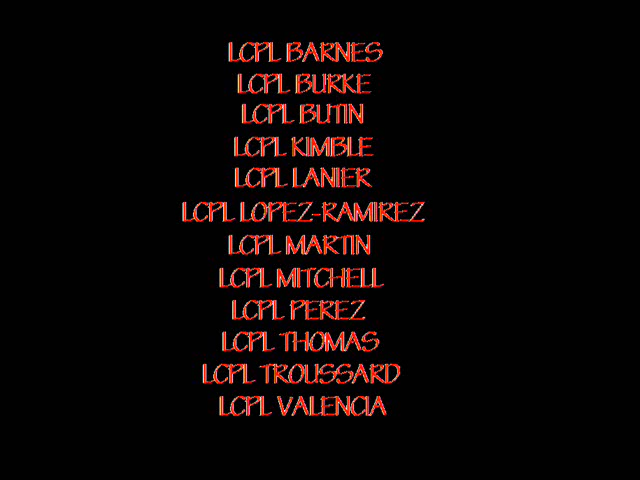 LCPL BARNES
LCPL BURKE
LCPL BUTIN
LCPL KIMBLE
LCPL LANIER
LCPL LOPEZ-RAMIREZ
LCPL MARTIN
LCPL MITCHELL
LCPL PEREZ
LCPL THOMAS
LCPL TROUSSARD
LCPL VALENCIA